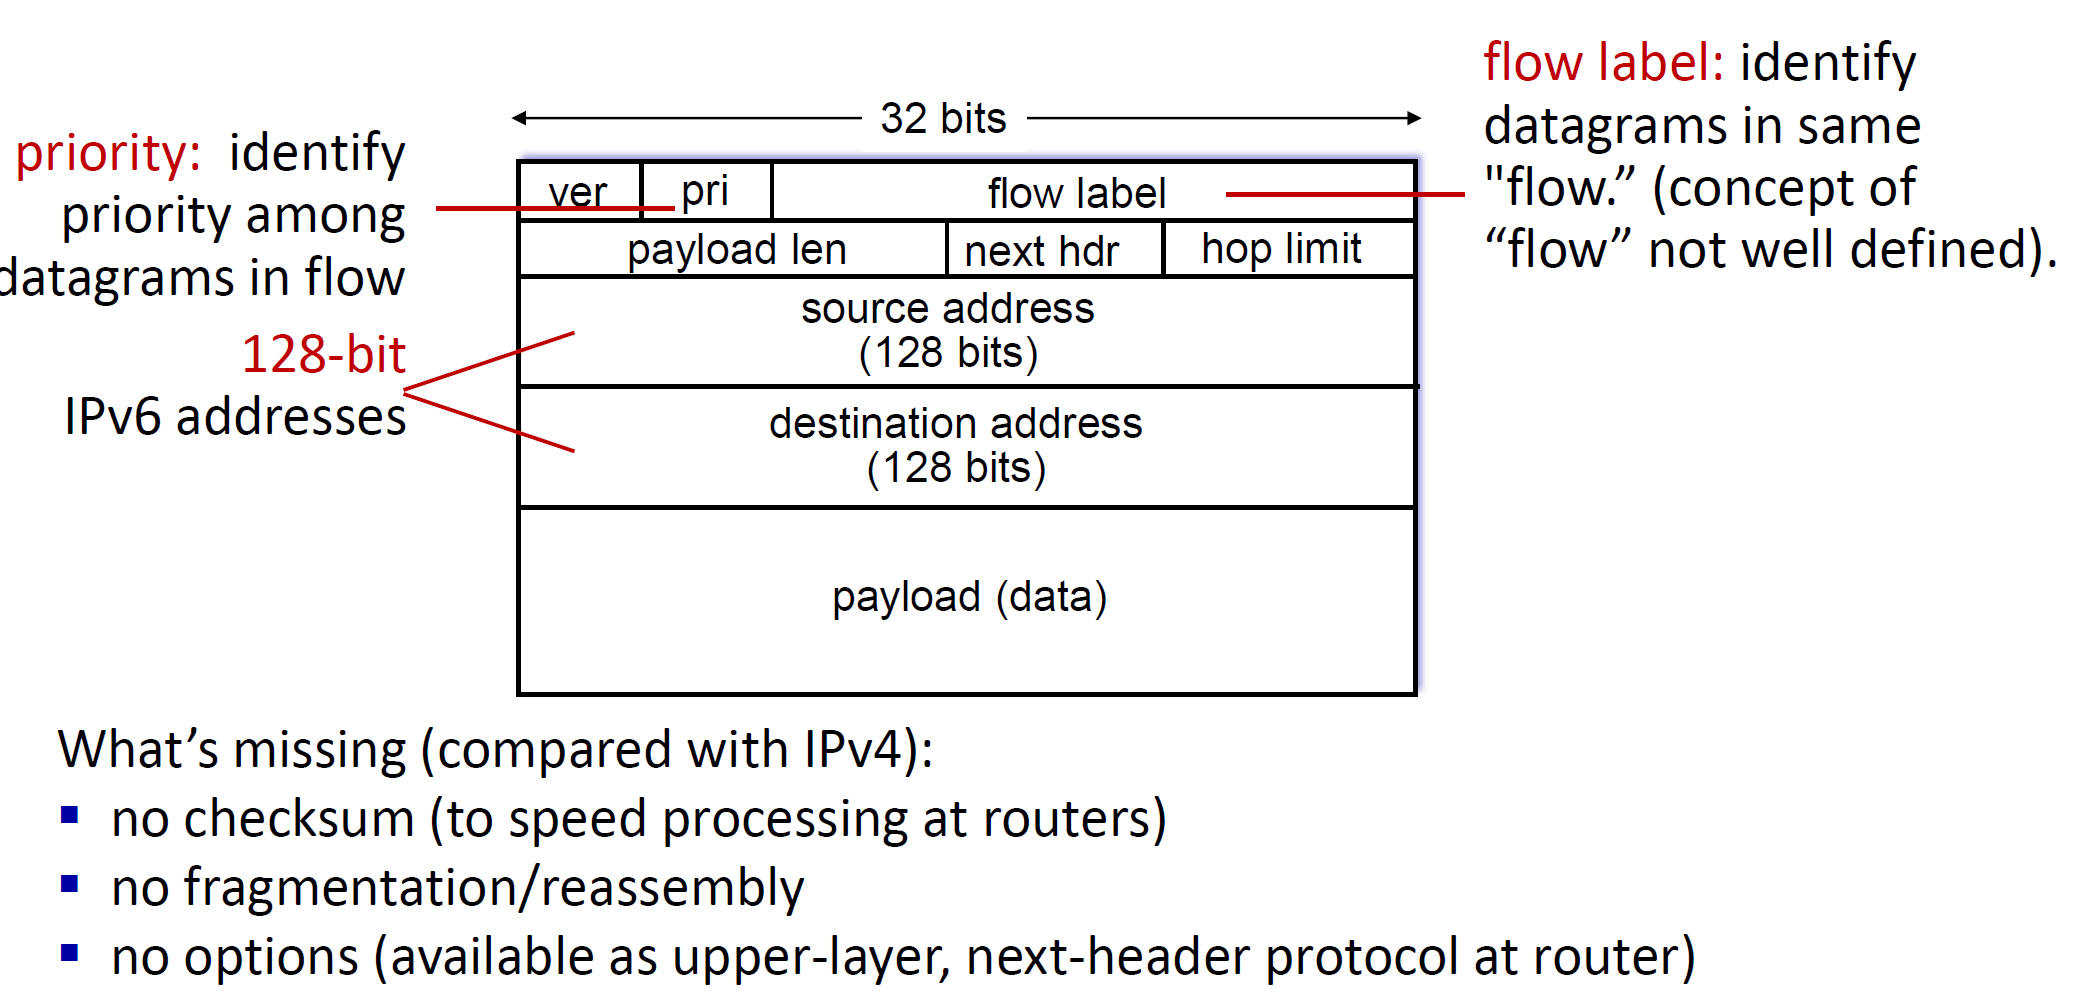 32 bits
flow label: identify
datagrams in same
"flow.” (concept of
“flow” not well defined).
priority: identify
priority among
datagrams in flow
128-bit
IPv6 addresses
ver pri flow label
payload len next hdr hop limit
source address
(128 bits)
destination address
(128 bits)
payload (data)
What’s missing (compared with IPv4):
▪ no checksum (to speed processing at routers)
▪ no fragmentation/reassembly
▪ no options (available as upper-layer, next-header protocol at router)